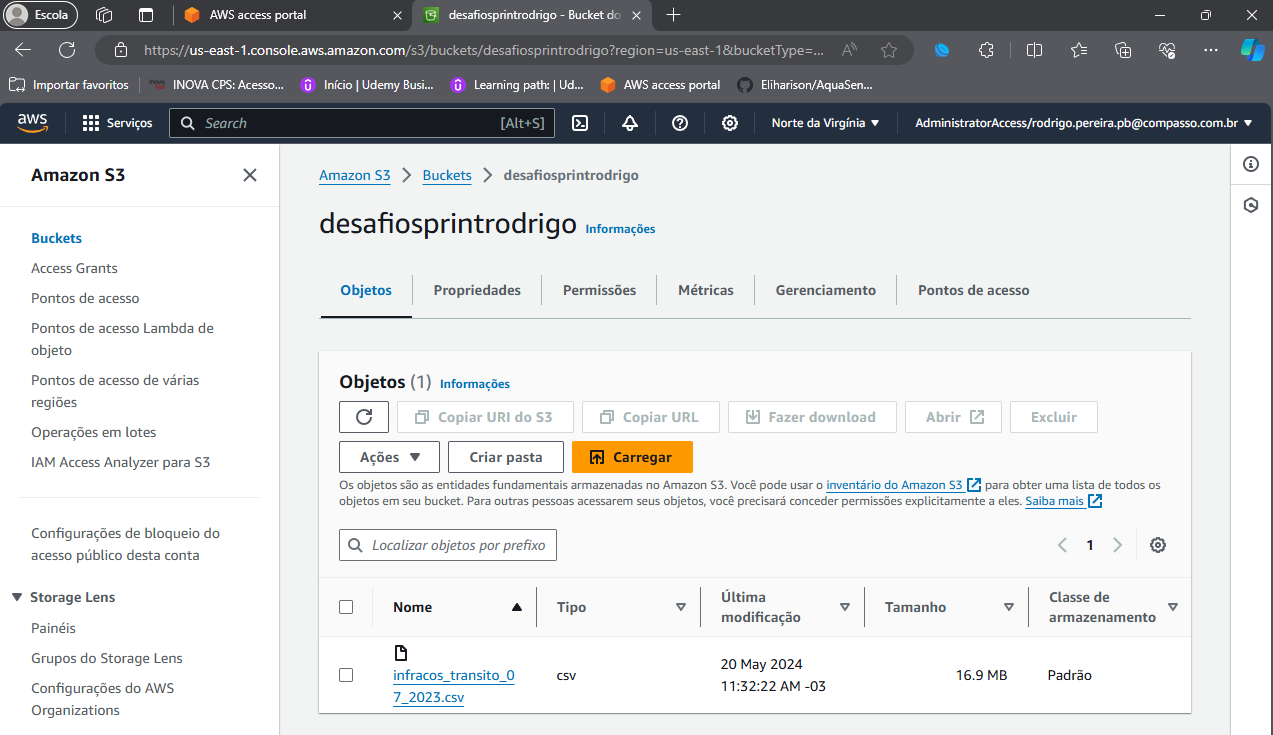 Escola
AWS access portal
desafiosprintrodrigo - Bucket do
https://us-east-1.console.aws.amazon.com/s3/buckets/desafiosprintrodrigo?region=us-east-1&bucketType=...
Importar favoritos
INOVA CPS: Acesso...
Início | Udemy Busi...
Learning path: | Ud...
AWS access portal
Eliharison/AquaSen...
aws
Serviços
Search
[Alt+S]
Norte da Virgínia
AdministratorAccess/rodrigo.pereira.pb@compasso.com.br
Amazon S3
Buckets
Access Grants
Pontos de acesso
Pontos de acesso Lambda de
objeto
Pontos de acesso de várias
regiões
Operações em lotes
IAM Access Analyzer para S3
Configurações de bloqueio do
acesso público desta conta
Storage Lens
Painéis
Grupos do Storage Lens
Configurações do AWS
Organizations
Amazon S3 > Buckets > desafiosprintrodrigo
desafiosprintrodrigo Informações
Objetos
Propriedades
Permissões
Métricas
Gerenciamento
Pontos de acesso
Objetos (1) Informações
Copiar URI do S3
Copiar URL
Fazer download
Abrir
Excluir
Ações
Criar pasta
Carregar
Os objetos são as entidades fundamentais armazenadas no Amazon S3. Você pode usar o inventário do Amazon S3 para obter uma lista de todos os
objetos em seu bucket. Para outras pessoas acessarem seus objetos, você precisará conceder permissões explicitamente a eles. Saiba mais
Localizar objetos por prefixo
1
Nome
Tipo
Última
modificação
Tamanho
Classe de
armazenamento
infracos_transito_0
7_2023.csv
csv
20 May 2024
11:32:22 AM -03
16.9 MB
Padrão